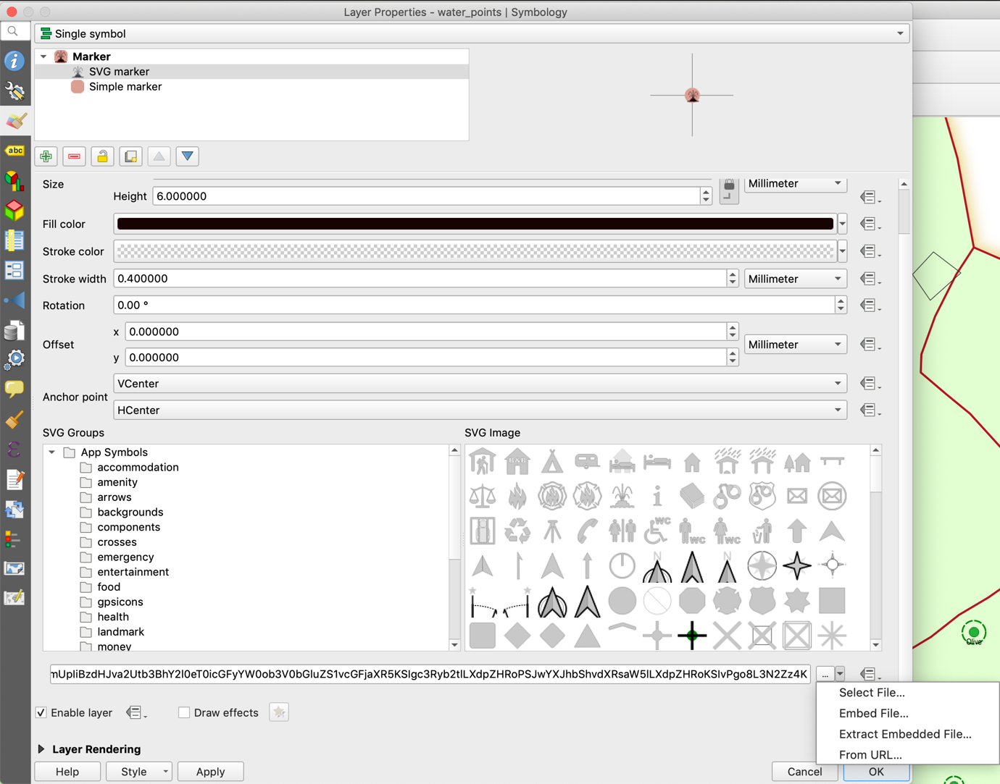 Layer Properties - water_points | Symbology
Single symbol
Marker
SVG marker
Simple marker
abc
Size
Height 6.000000 Millimeter
Fill color
Stroke color
Stroke width 0.400000 Millimeter
Rotation 0.00 °
Offset x 0.000000 Millimeter
y 0.000000
Anchor point VCenter
HCenter
SVG Groups SVG Image
App Symbols
accommodation
amenity
arrows
backgrounds
components
crosses
emergency
entertainment
food
gpsicons
health
landmark
money
B&B
WC
WC WC
N N
Olive
...
Select File...
Embed File...
Extract Embedded File...
From URL...
Enable layer Draw effects
Layer Rendering
Help Style Apply Cancel OK